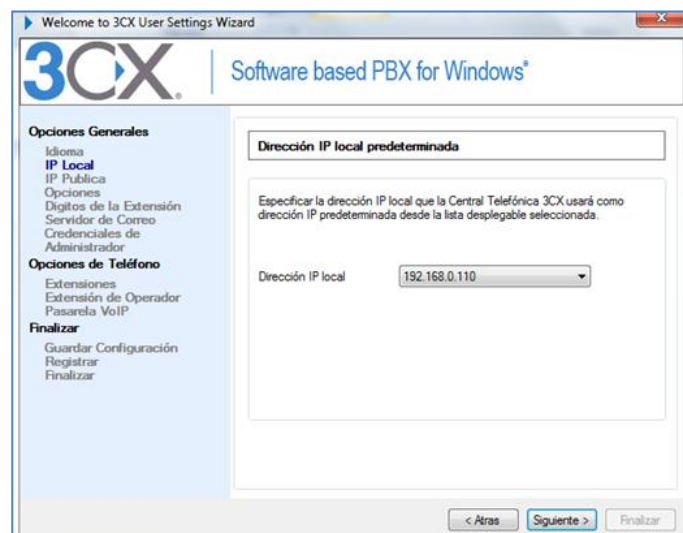 Welcome to 3CX User Settings Wizard
3CX.
Software based PBX for Windows®
Opciones Generales
Idioma
IP Local
IP Publica
Opciones
Digitos de la Extensión
Servidor de Correo
Credenciales de
Administrador
Opciones de Teléfono
Extensiones
Extensión de Operador
Pasarela VoIP
Finalizar
Guardar Configuración
Registrar
Finalizar
Dirección IP local predeterminada
Especificar la dirección IP local que la Central Telefónica 3CX usará como
dirección IP predeterminada desde la lista desplegable seleccionada.
Dirección IP local 192.168.0.110
< Atras Siguiente > Finalizar